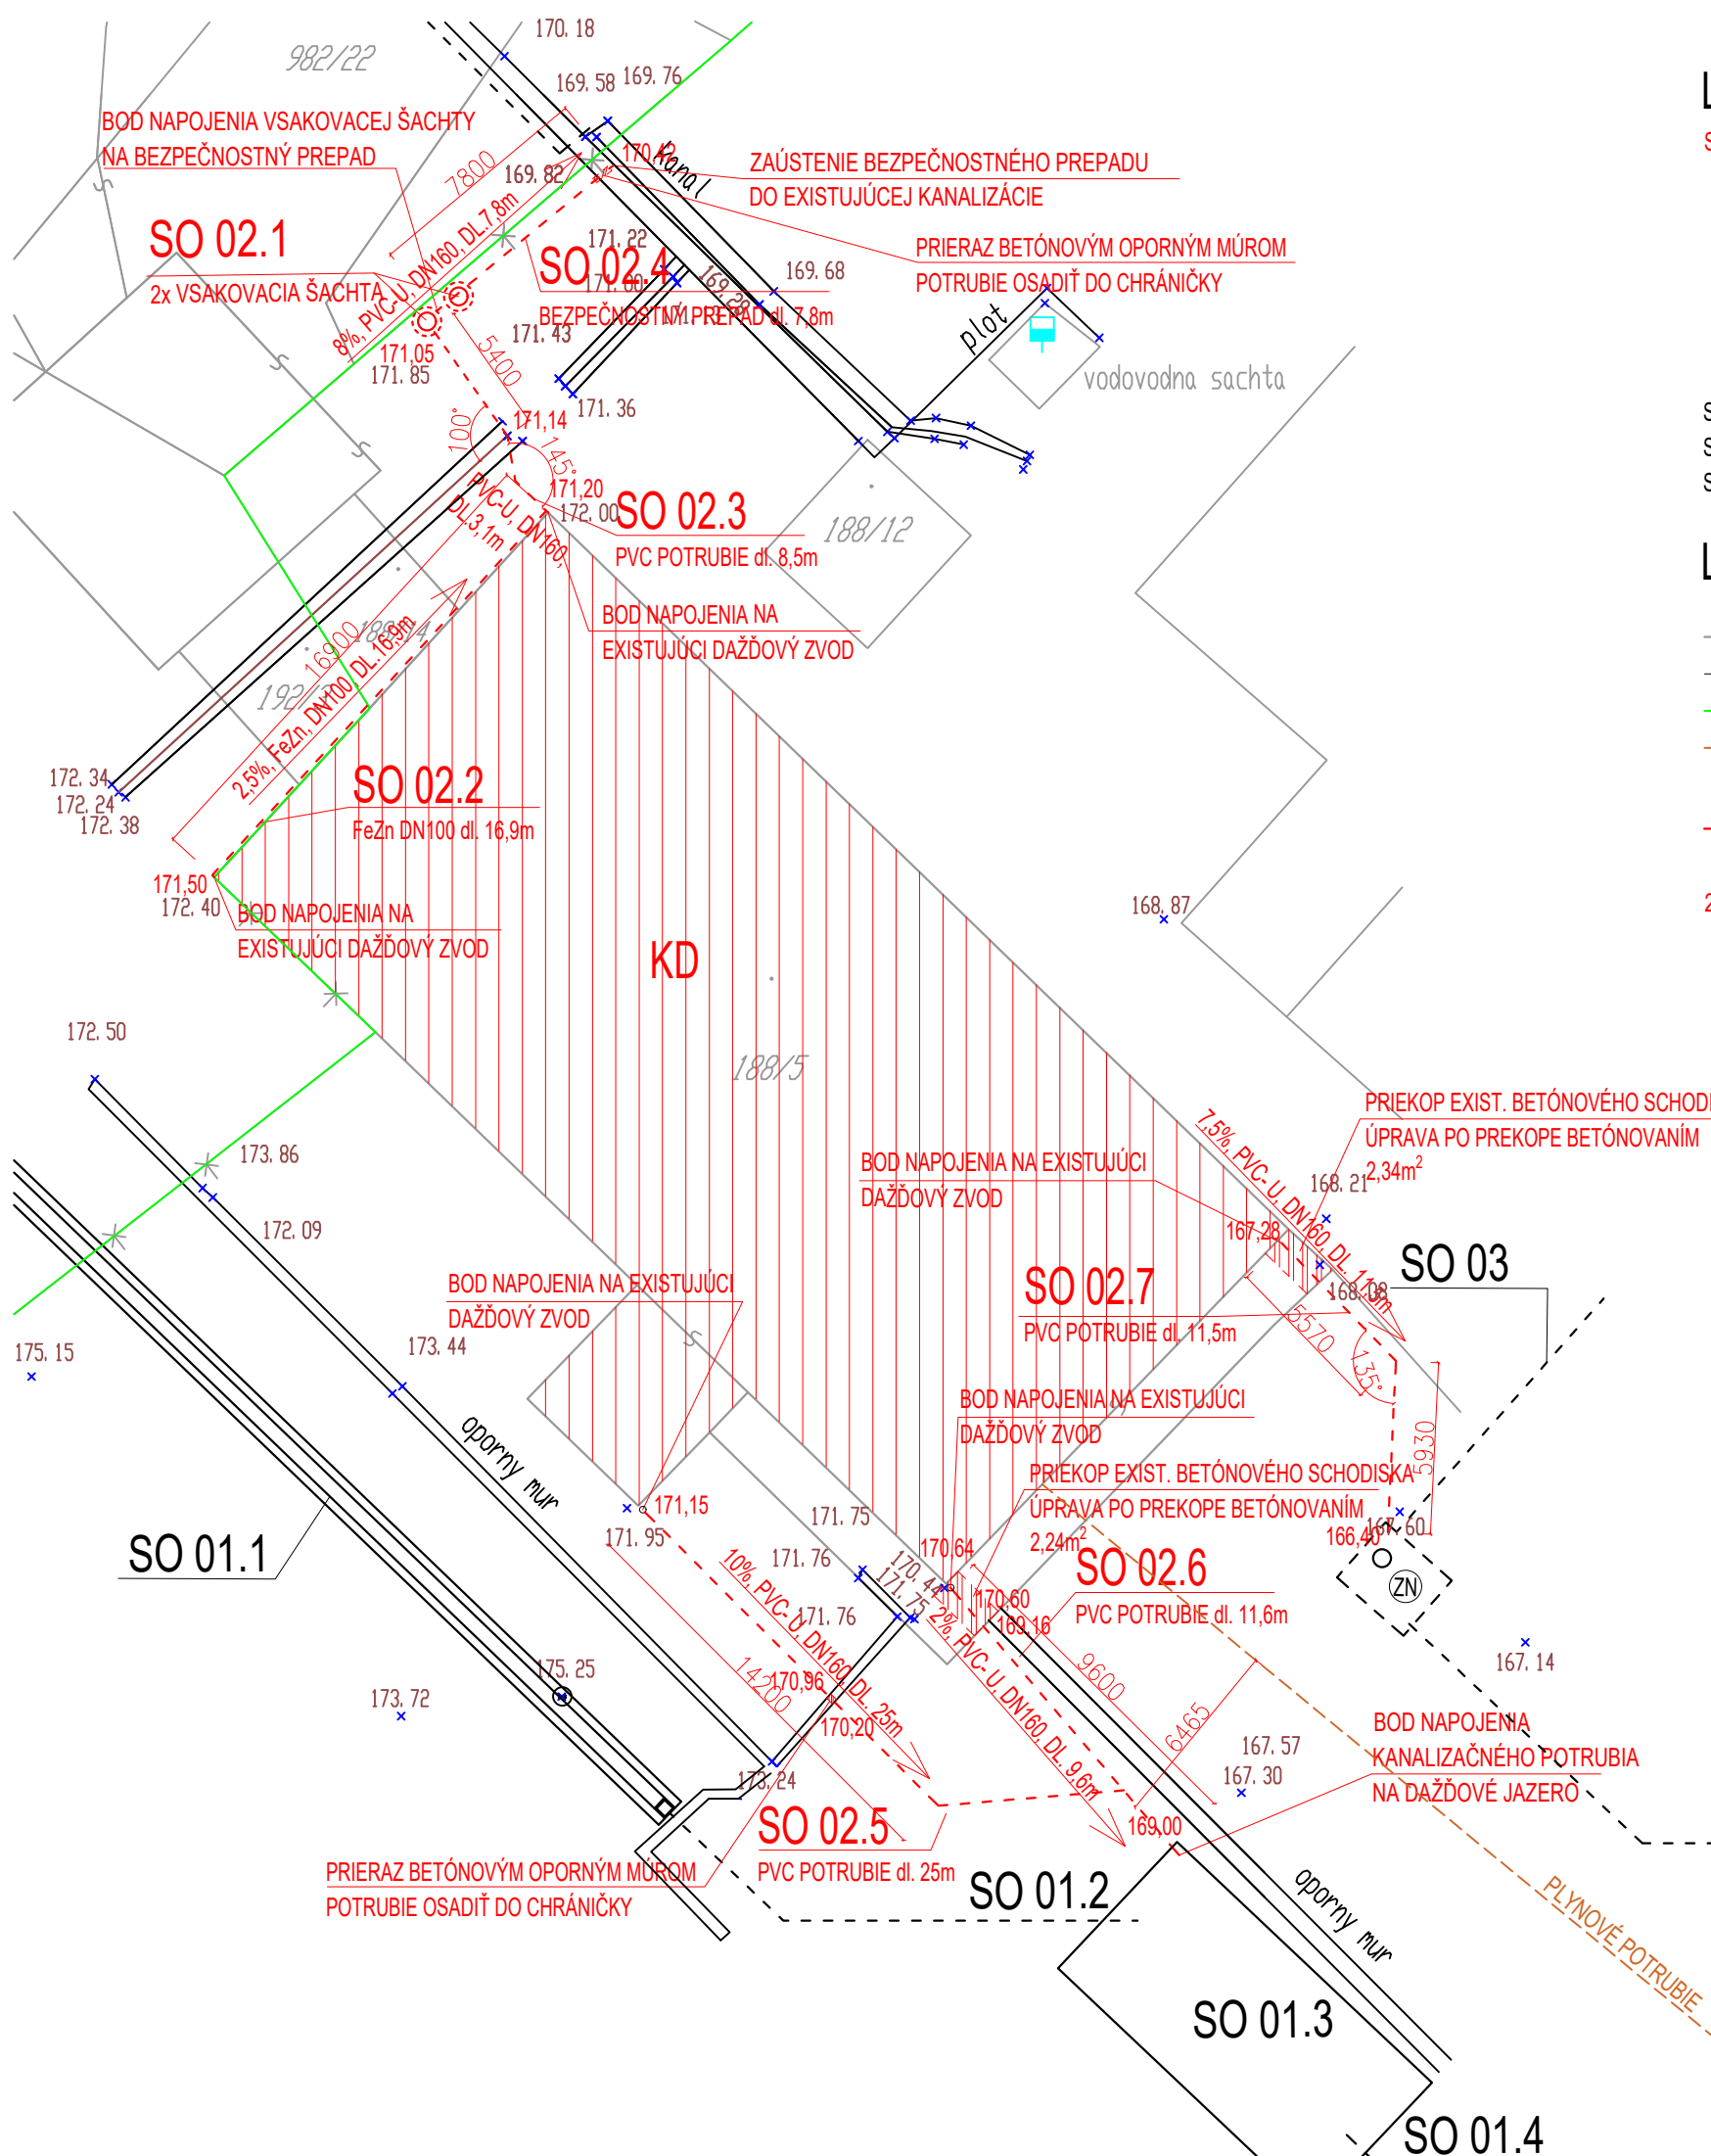 170. 18
982/22
169. 58
169. 76
BOD NAPOJENIA VSAKOVACEJ ŠACHTY
NA BEZPEČNOSTNÝ PREPAD
7800
169. 82
kanal
ZAÚSTENIE BEZPEČNOSTNÉHO PREPADU
DO EXISTUJÚCEJ KANALIZÁCIE
SO 02.1
2x VSAKOVACIA ŠACHTA
8%, PVC-U, DN160, DL.7,8m
171. 22
SO 02.4
BEZPEČNOSTNÝ PREPAD dl. 7,8m
169. 28
169. 68
PRIERAZ BETÓNOVÝM OPORNÝM MÚROM
POTRUBIE OSADIŤ DO CHRÁNIČKY
plot
vodovodna sachta
171. 43
5400
171,05
171. 85
171. 36
100°
171,14
145°
171,20
172. 00
PVC-U, DN160,
DL.3,1m
SO 02.3
PVC POTRUBIE dl. 8,5m
188/12
BOD NAPOJENIA NA
EXISTUJÚCI DAŽĎOVÝ ZVOD
16900
2,5%, FeZn, DN100, DL.16,9m
172. 34
172. 24
172. 38
SO 02.2
FeZn DN100 dl. 16,9m
171,50
172. 40
BOD NAPOJENIA NA
EXISTUJÚCI DAŽĎOVÝ ZVOD
KD
168. 87
172. 50
188/5
PRIEKOP EXIST. BETÓNOVÉHO
ÚPRAVA PO PREKOPE BETÓNOVANÍM
2,34m²
7,5%, PVC-U, DN160, DL. 11,5m
173. 86
BOD NAPOJENIA NA EXISTUJÚCI
DAŽĎOVÝ ZVOD
168. 21
172. 09
167,28
SO 03
BOD NAPOJENIA NA EXISTUJÚCI
DAŽĎOVÝ ZVOD
SO 02.7
PVC POTRUBIE dl. 11,5m
168. 08
5570
135°
175. 15
173. 44
BOD NAPOJENIA NA EXISTUJÚCI
DAŽĎOVÝ ZVOD
5930
oporny mur
PRIEKOP EXIST. BETÓNOVÉHO SCHODISKA
ÚPRAVA PO PREKOPE BETÓNOVANÍM
2,24m²
171,15
171. 95
171. 75
166,40
167. 60
SO 01.1
10%, PVC-U, DN160, DL. 25m
171. 76
170. 44
171. 75
170,64
SO 02.6
PVC POTRUBIE dl. 11,6m
ZN
170,60
169,16
171. 76
2%, PVC-U, DN160, DL. 9,6m
175. 25
173. 72
14200
170,96
170,20
9600
6465
167. 14
167. 57
167. 30
BOD NAPOJENIA
KANALIZAČNÉHO POTRUBIA
NA DAŽĎOVÉ JAZERO
173. 24
SO 02.5
PVC POTRUBIE dl. 25m
169,00
PRIERAZ BETÓNOVÝM OPORNÝM MÚROM
POTRUBIE OSADIŤ DO CHRÁNIČKY
SO 01.2
oporny mur
PLYNOVÉ POTRUBIE
SO 01.3
SO 01.4